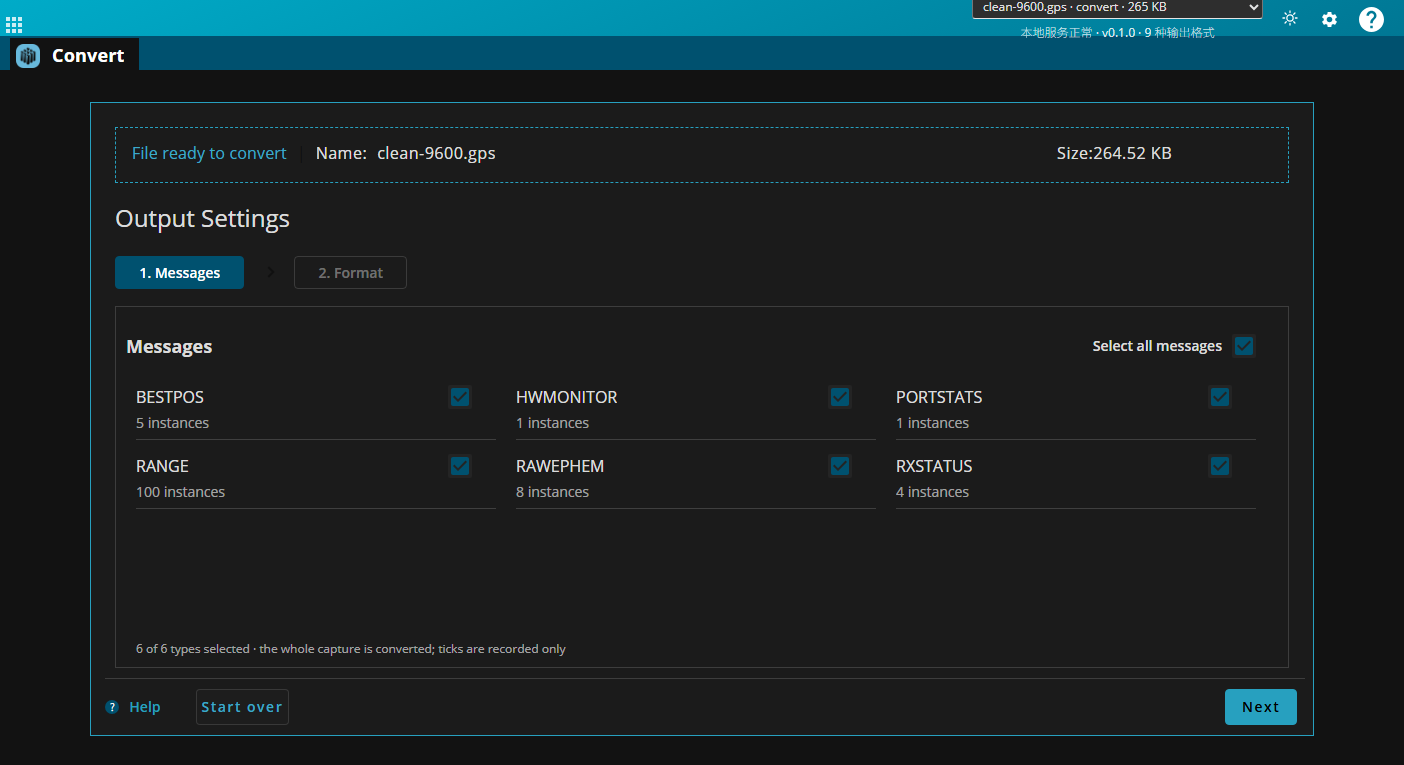 clean-9600.gps · convert · 265 KB
本地服务正常 · v0.1.0 · 9 种输出格式
Convert
File ready to convert Name: clean-9600.gps Size:264.52 KB
Output Settings
1. Messages > 2. Format
Messages Select all messages
BESTPOS HWMONITOR PORTSTATS
5 instances 1 instances 1 instances
RANGE RAWEPHEM RXSTATUS
100 instances 8 instances 4 instances
6 of 6 types selected · the whole capture is converted; ticks are recorded only
? Help Start over Next